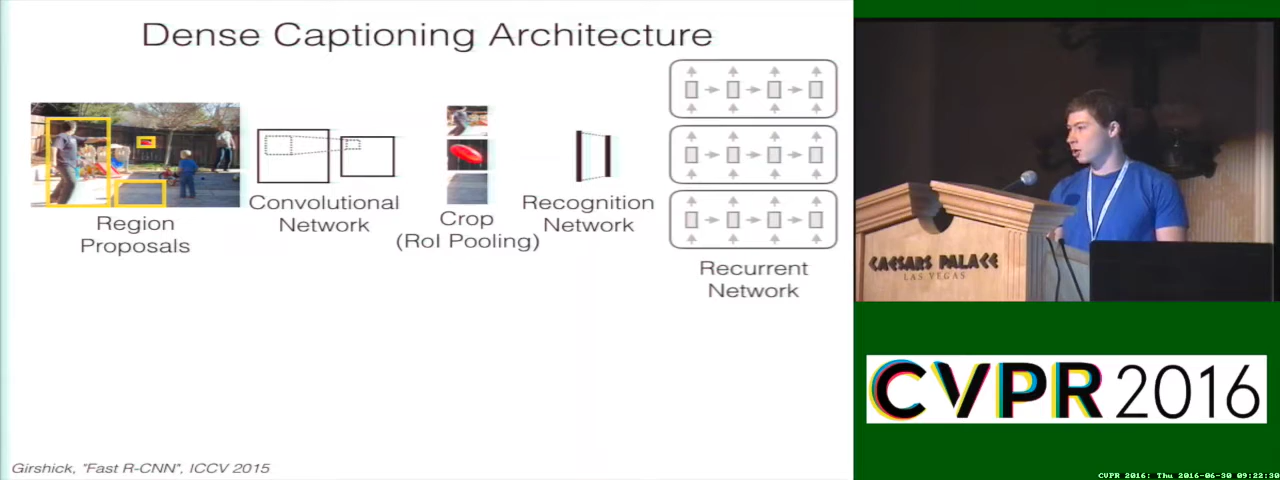 Dense Captioning Architecture
Region
Proposals
Convolutional
Network
Crop
(RoI Pooling)
Recognition
Network
Recurrent
Network
Girshick, "Fast R-CNN", ICCV 2015
CAESARS PALACE
LAS VEGAS
CVPR 2016
CVPR 2016: Thu 2016-06-30 09:22:30